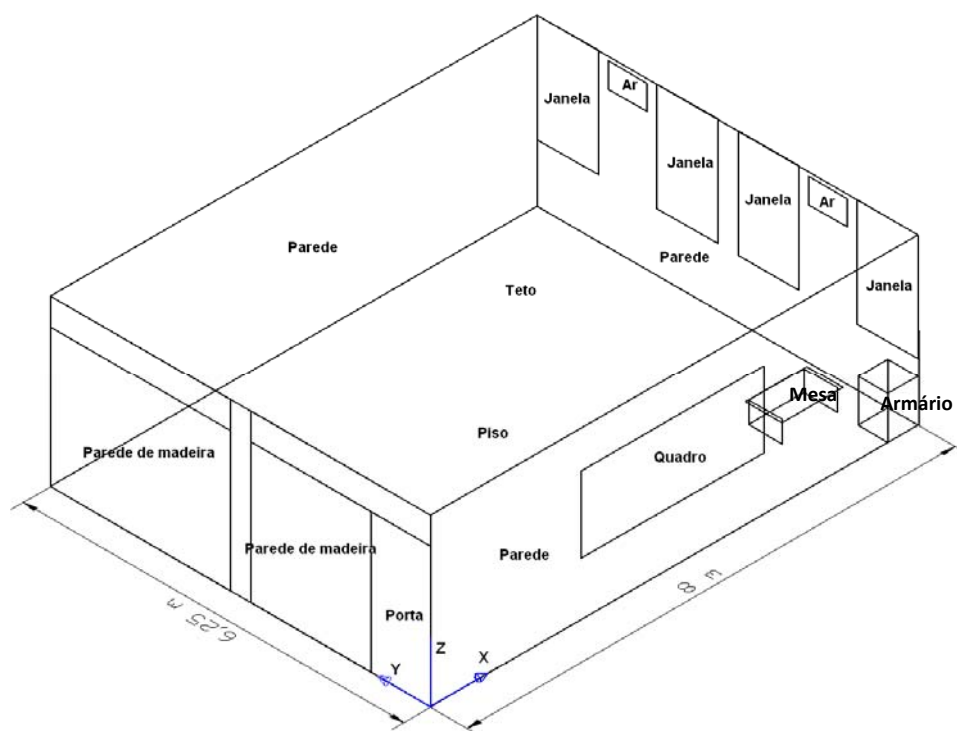 Janela
Ar
Janela
Janela
Ar
Janela
Parede
Parede
Teto
Mesa
Armário
Piso
Quadro
Parede de madeira
Parede de madeira
Parede
Porta
Z
Y
X
6,25 m
8 m